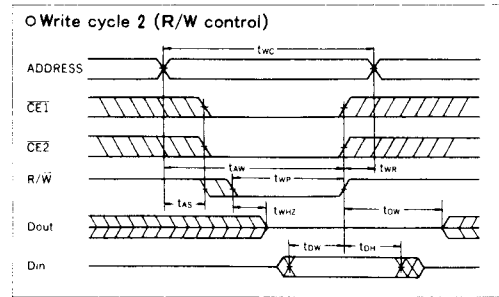 ○ Write cycle 2 (R/W control)
tWC
ADDRESS
CE1
CE2
tAW
tWR
R/W
tWP
tAS
tWHZ
tOW
Dout
tDW
tDH
Din